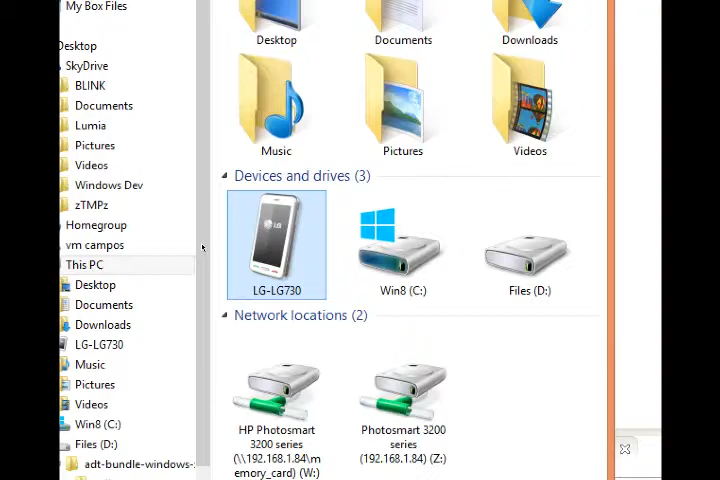 My Box Files
Desktop
SkyDrive
BLINK
Documents
Lumia
Pictures
Videos
Windows Dev
zTMPz
Homegroup
vm campos
This PC
Desktop
Documents
Downloads
LG-LG730
Music
Pictures
Videos
Win8 (C:)
Files (D:)
adt-bundle-windows-
Desktop
Documents
Downloads
Music
Pictures
Videos
Devices and drives (3)
LG
LG-LG730
Win8 (C:)
Files (D:)
Network locations (2)
HP Photosmart
3200 series
(\\192.168.1.84\m
emory_card) (W:)
Photosmart 3200
series
(192.168.1.84) (Z:)